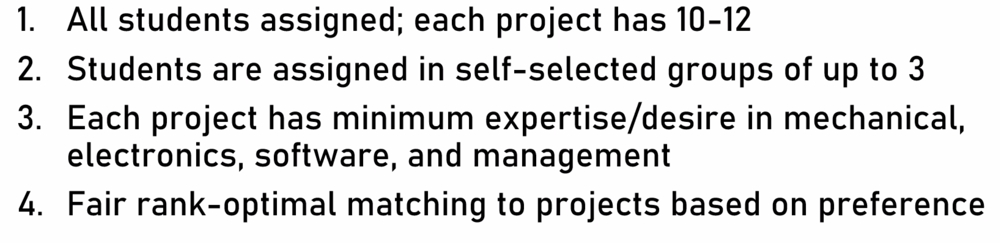 1. All students assigned; each project has 10-12
2. Students are assigned in self-selected groups of up to 3
3. Each project has minimum expertise/desire in mechanical,
electronics, software, and management
4. Fair rank-optimal matching to projects based on preference